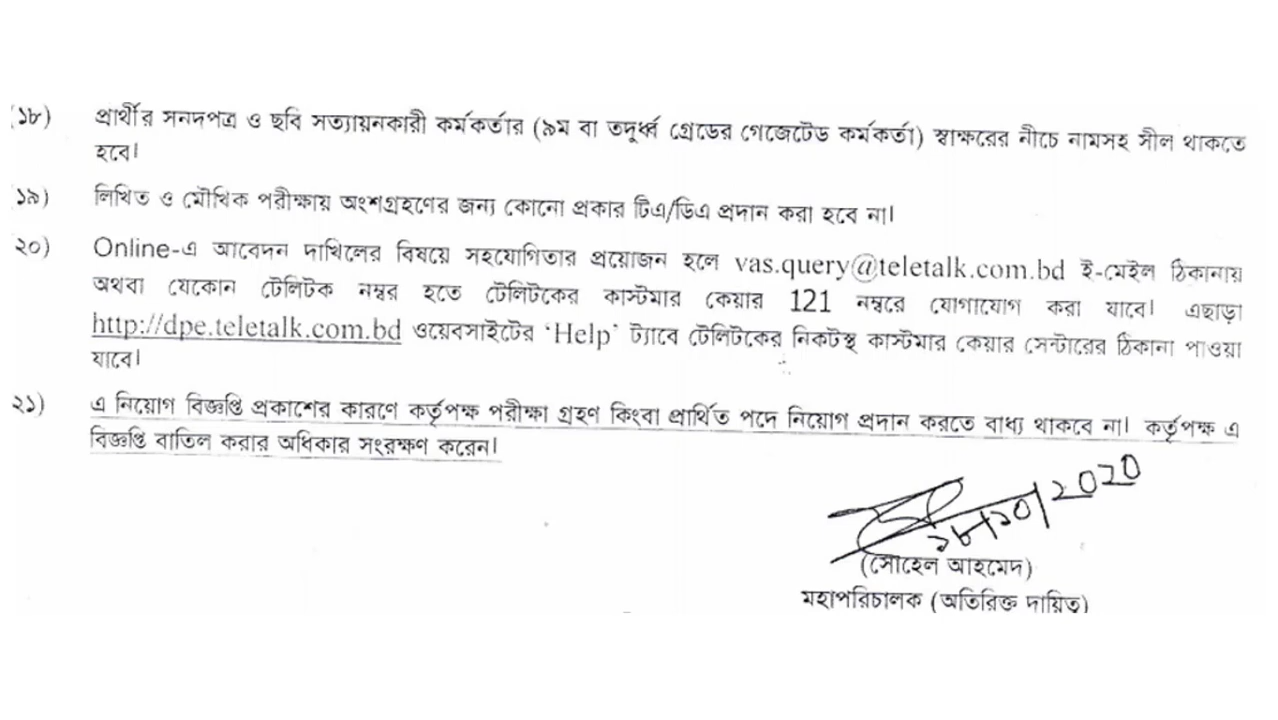 ১৮) প্রার্থীর সনদপত্র ও ছবি সত্যায়নকারী কর্মকর্তার (৯ম বা তদুর্ধ্ব গ্রেডের গেজেটেড কর্মকর্তা) স্বাক্ষরের নীচে নামসহ সীল থাকতে
হবে।
১৯) লিখিত ও মৌখিক পরীক্ষায় অংশগ্রহণের জন্য কোনো প্রকার টিএ/ডিএ প্রদান করা হবে না।
২০) Online-এ আবেদন দাখিলের বিষয়ে সহযোগিতার প্রয়োজন হলে vas.query@teletalk.com.bd ই-মেইল ঠিকানায়
অথবা যেকোন টেলিটক নম্বর হতে টেলিটকের কাস্টমার কেয়ার 121 নম্বরে যোগাযোগ করা যাবে। এছাড়া
http://dpe.teletalk.com.bd ওয়েবসাইটের ‘Help’ ট্যাবে টেলিটকের নিকটস্থ কাস্টমার কেয়ার সেন্টারের ঠিকানা পাওয়া
যাবে।
২১) এ নিয়োগ বিজ্ঞপ্তি প্রকাশের কারণে কর্তৃপক্ষ পরীক্ষা গ্রহণ কিংবা প্রার্থিত পদে নিয়োগ প্রদান করতে বাধ্য থাকবে না। কর্তৃপক্ষ এ
বিজ্ঞপ্তি বাতিল করার অধিকার সংরক্ষণ করেন।
১৮/১০/২০২০
(সোহেল আহমেদ)
মহাপরিচালক (অতিরিক্ত দায়িত্ব)